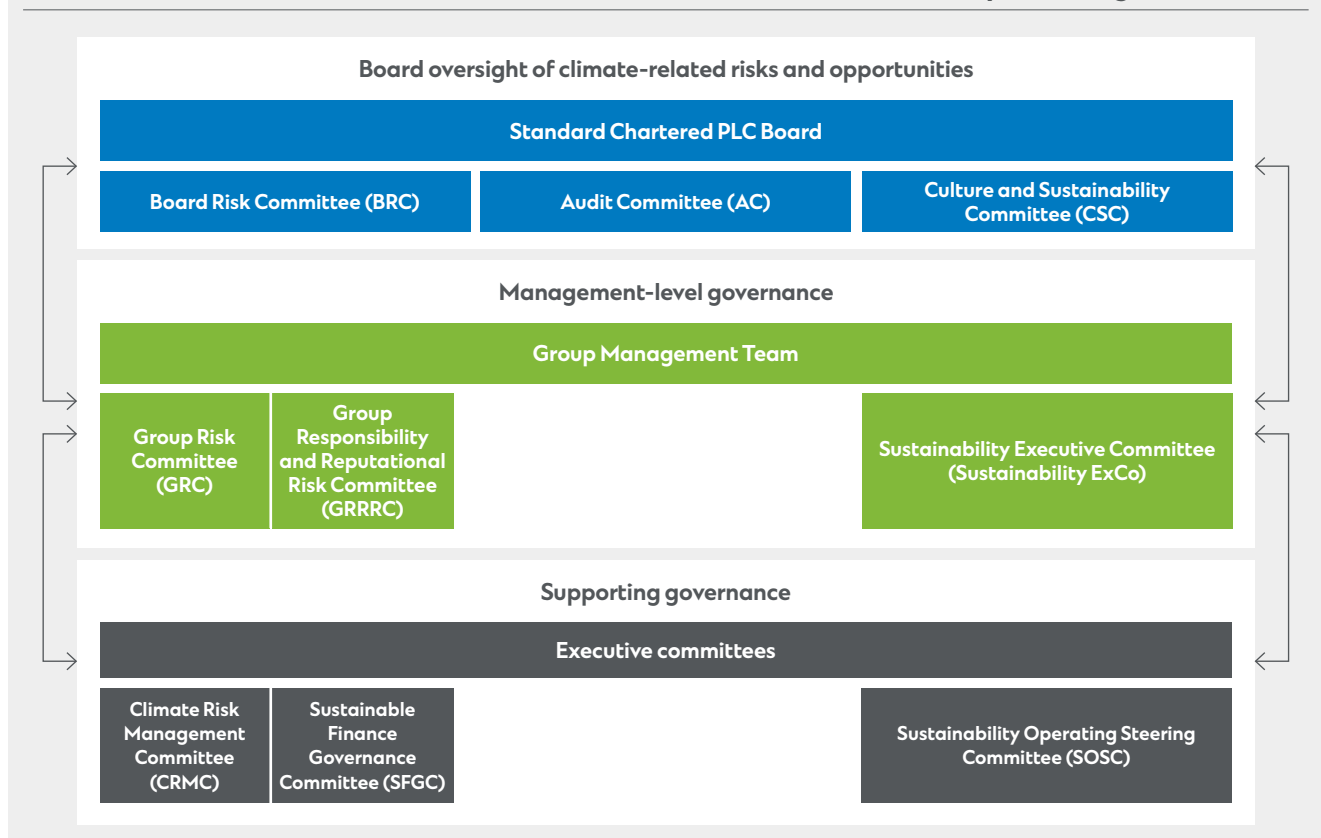 Board oversight of climate-related risks and opportunities
Standard Chartered PLC Board
Board Risk Committee (BRC)
Audit Committee (AC)
Culture and Sustainability
Committee (CSC)
Management-level governance
Group Management Team
Group Risk
Committee
(GRC)
Group
Responsibility
and Reputational
Risk Committee
(GRRRC)
Sustainability Executive Committee
(Sustainability ExCo)
Supporting governance
Executive committees
Climate Risk
Management
Committee
(CRMC)
Sustainable
Finance
Governance
Committee (SFGC)
Sustainability Operating Steering
Committee (SOSC)